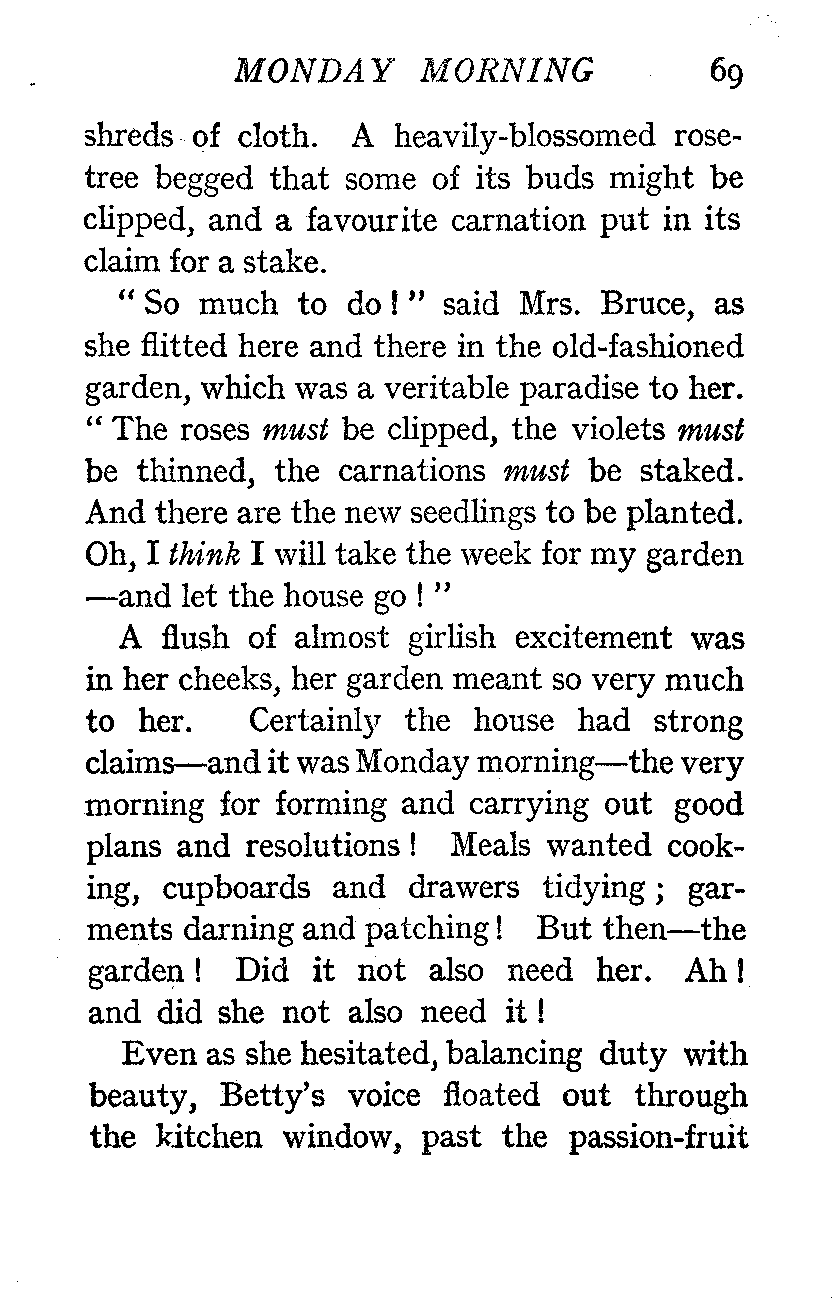 MONDAY MORNING 69
shreds of cloth. A heavily-blossomed rose-
tree begged that some of its buds might be
clipped, and a favourite carnation put in its
claim for a stake.
" So much to do ! " said Mrs. Bruce, as
she flitted here and there in the old-fashioned
garden, which was a veritable paradise to her.
" The roses must be clipped, the violets must
be thinned, the carnations must be staked.
And there are the new seedlings to be planted.
Oh, I think I will take the week for my garden
—and let the house go ! "
A flush of almost girlish excitement was
in her cheeks, her garden meant so very much
to her. Certainly the house had strong
claims—and it was Monday morning—the very
morning for forming and carrying out good
plans and resolutions ! Meals wanted cook-
ing, cupboards and drawers tidying ; gar-
ments darning and patching ! But then—the
garden ! Did it not also need her. Ah !
and did she not also need it !
Even as she hesitated, balancing duty with
beauty, Betty's voice floated out through
the kitchen window, past the passion-fruit